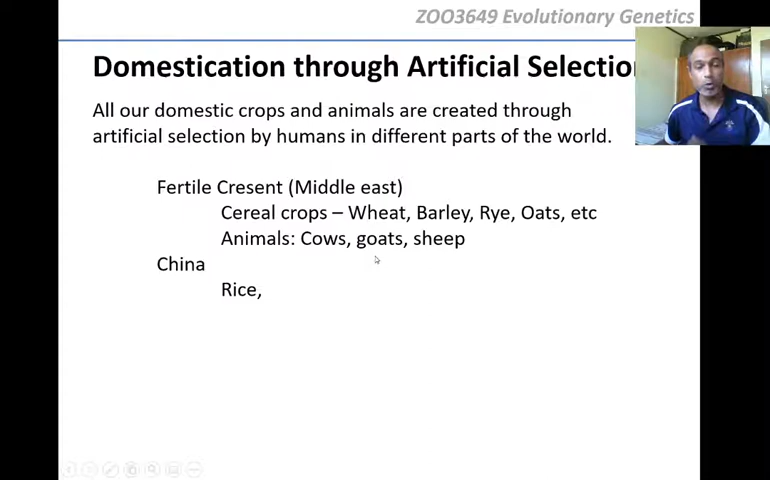 ZOO3649 Evolutionary Genetics
Domestication through Artificial
All our domestic crops and animals are created through
artificial selection by humans in different parts of the world.
Fertile Cresent (Middle east)
Cereal crops – Wheat, Barley, Rye, Oats, etc
Animals: Cows, goats, sheep
China
Rice,